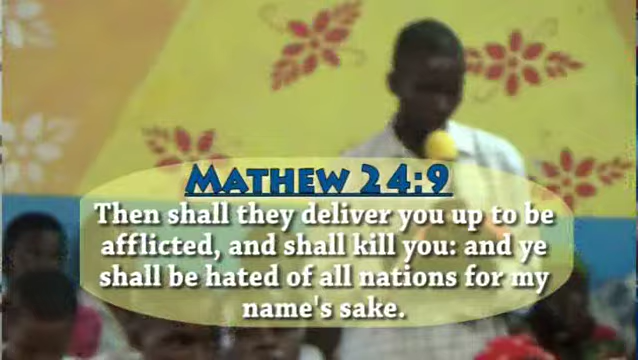 MATHEW 24:9
Then shall they deliver you up to be
afflicted, and shall kill you: and ye
shall be hated of all nations for my
name's sake.